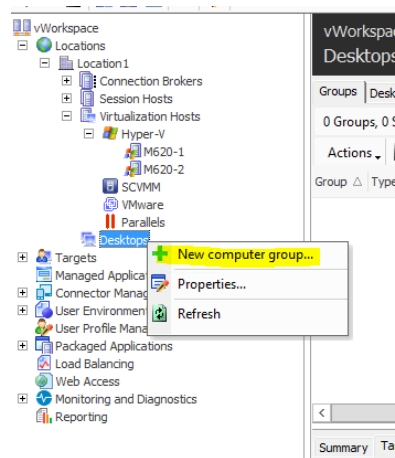 vWorkspace
Locations
Location1
Connection Brokers
Session Hosts
Virtualization Hosts
Hyper-V
M620-1
M620-2
SCVMM
VMware
Parallels
Desktops
Targets
Managed Applica
Connector Manag
User Environmen
User Profile Mana
Packaged Applications
Load Balancing
Web Access
Monitoring and Diagnostics
Reporting
New computer group...
Properties...
Refresh
vWorkspac
Desktops
Groups Desk
0 Groups, 0 S
Actions
Group Type
Summary Ta